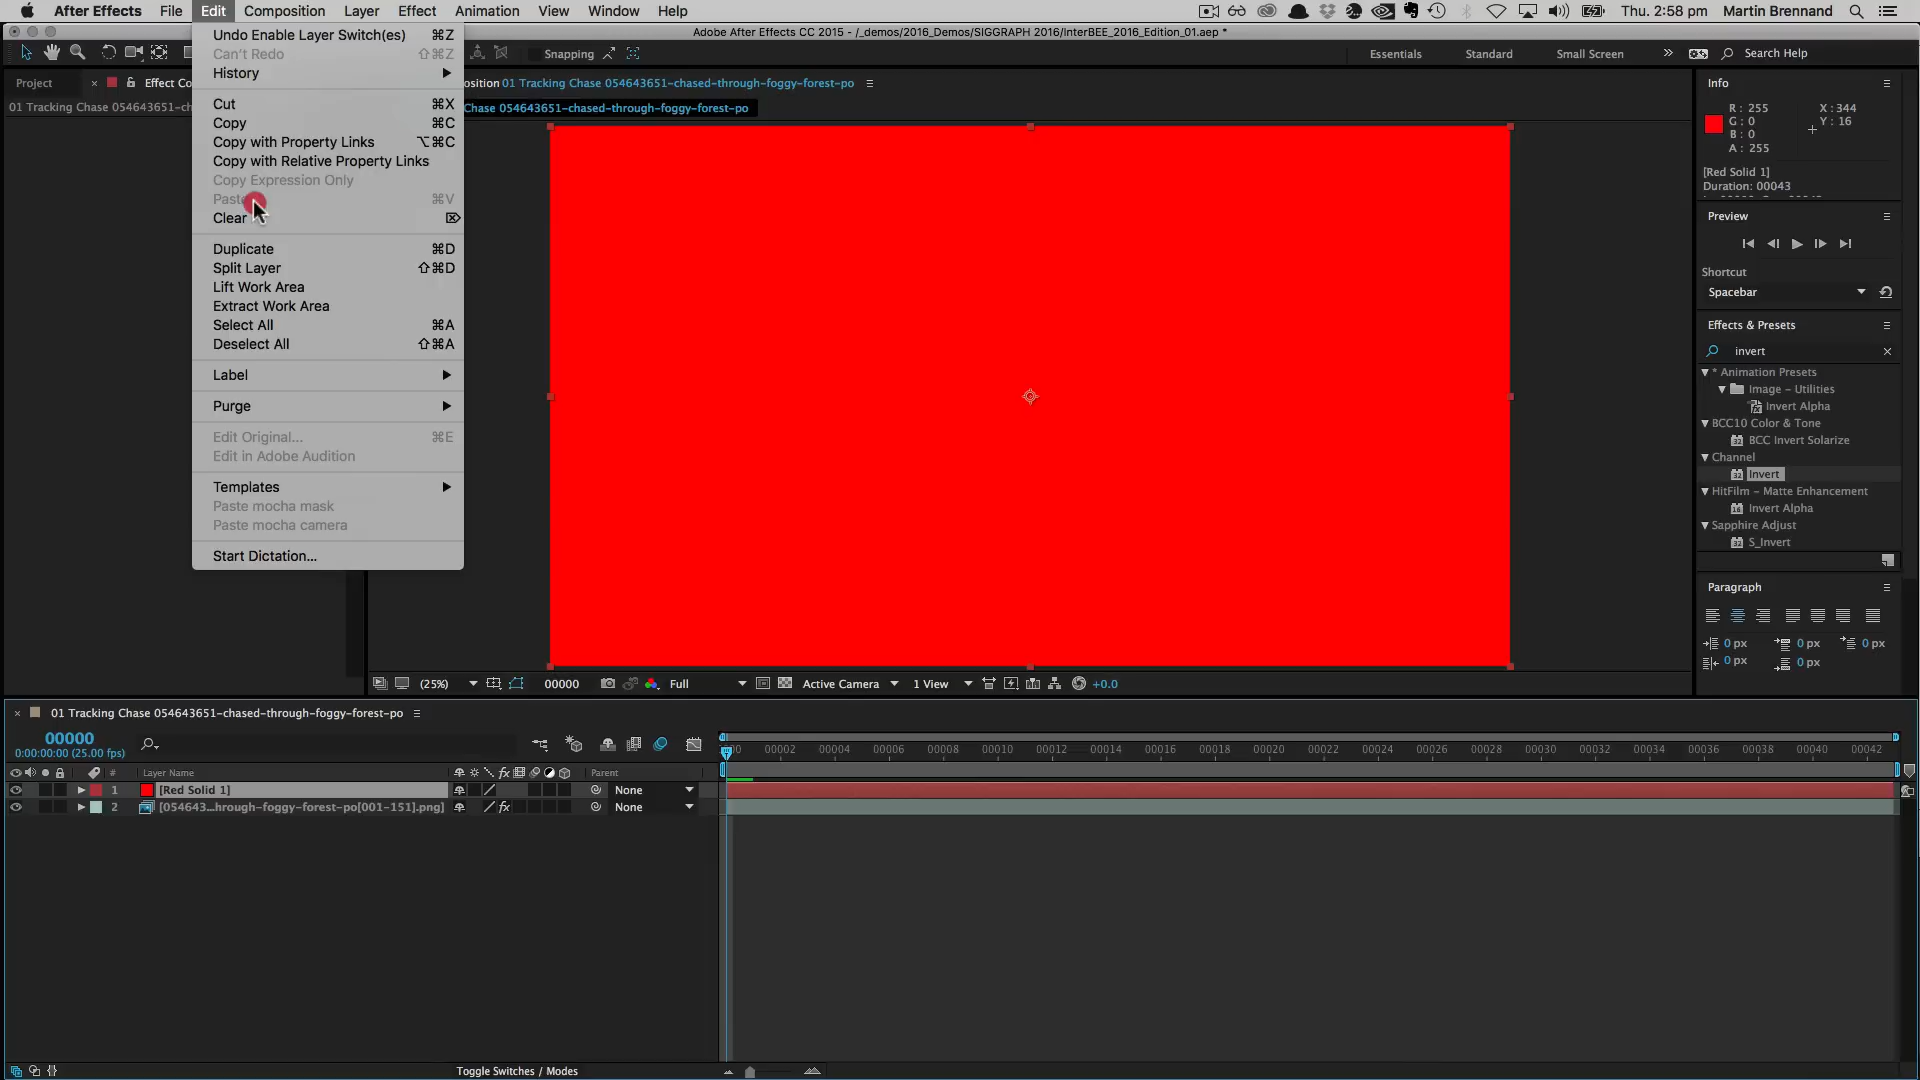 After Effects File Edit Composition Layer Effect Animation View Window Help Thu. 2:58 pm Martin Brennand
Adobe After Effects CC 2015 - /_demos/2016_Demos/SIGGRAPH 2016/InterBEE_2016_Edition_01.aep *
Snapping Essentials Standard Small Screen Search Help
Undo Enable Layer Switch(es) ⌘Z
Can't Redo ⇧⌘Z
History
Cut ⌘X
Copy ⌘C
Copy with Property Links ⌥⌘C
Copy with Relative Property Links
Copy Expression Only
Paste ⌘V
Clear ⌦
Duplicate ⌘D
Split Layer ⇧⌘D
Lift Work Area
Extract Work Area
Select All ⌘A
Deselect All ⇧⌘A
Label
Purge
Edit Original... ⌘E
Edit in Adobe Audition
Templates
Paste mocha mask
Paste mocha camera
Start Dictation...
Project × Effect Co
01 Tracking Chase 054643651-ch
osition 01 Tracking Chase 054643651-chased-through-foggy-forest-po
Chase 054643651-chased-through-foggy-forest-po
Info
R: 255 X: 344
G: 0 Y: 16
B: 0
A: 255
[Red Solid 1]
Duration: 00043
Preview
Shortcut
Spacebar
Effects & Presets
invert
* Animation Presets
Image - Utilities
Invert Alpha
BCC10 Color & Tone
BCC Invert Solarize
Channel
Invert
HitFilm - Matte Enhancement
Invert Alpha
Sapphire Adjust
S_Invert
Paragraph
0 px 0 px 0 px
0 px 0 px
(25%) 00000 Full Active Camera 1 View +0.0
× 01 Tracking Chase 054643651-chased-through-foggy-forest-po
00000
0:00:00:00 (25.00 fps)
00 00002 00004 00006 00008 00010 00012 00014 00016 00018 00020 00022 00024 00026 00028 00030 00032 00034 00036 00038 00040 00042
# Layer Name fx Parent
1 [Red Solid 1] None
2 [054643...hrough-foggy-forest-po[001-151].png] fx None
Toggle Switches / Modes